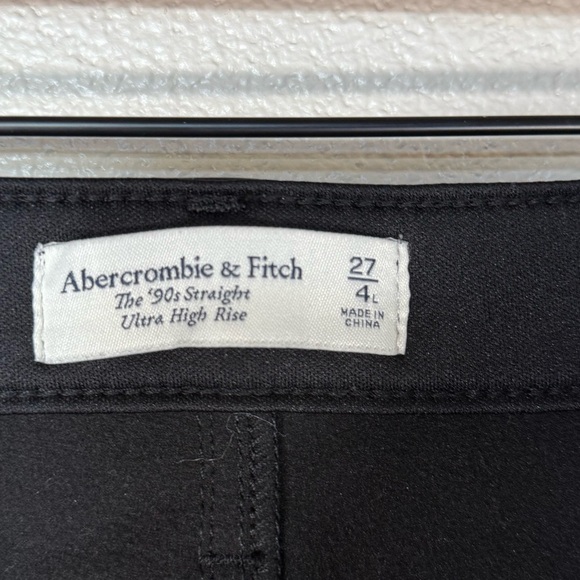 Abercrombie & Fitch
The '90s Straight
Ultra High Rise
27
4L
MADE IN
CHINA